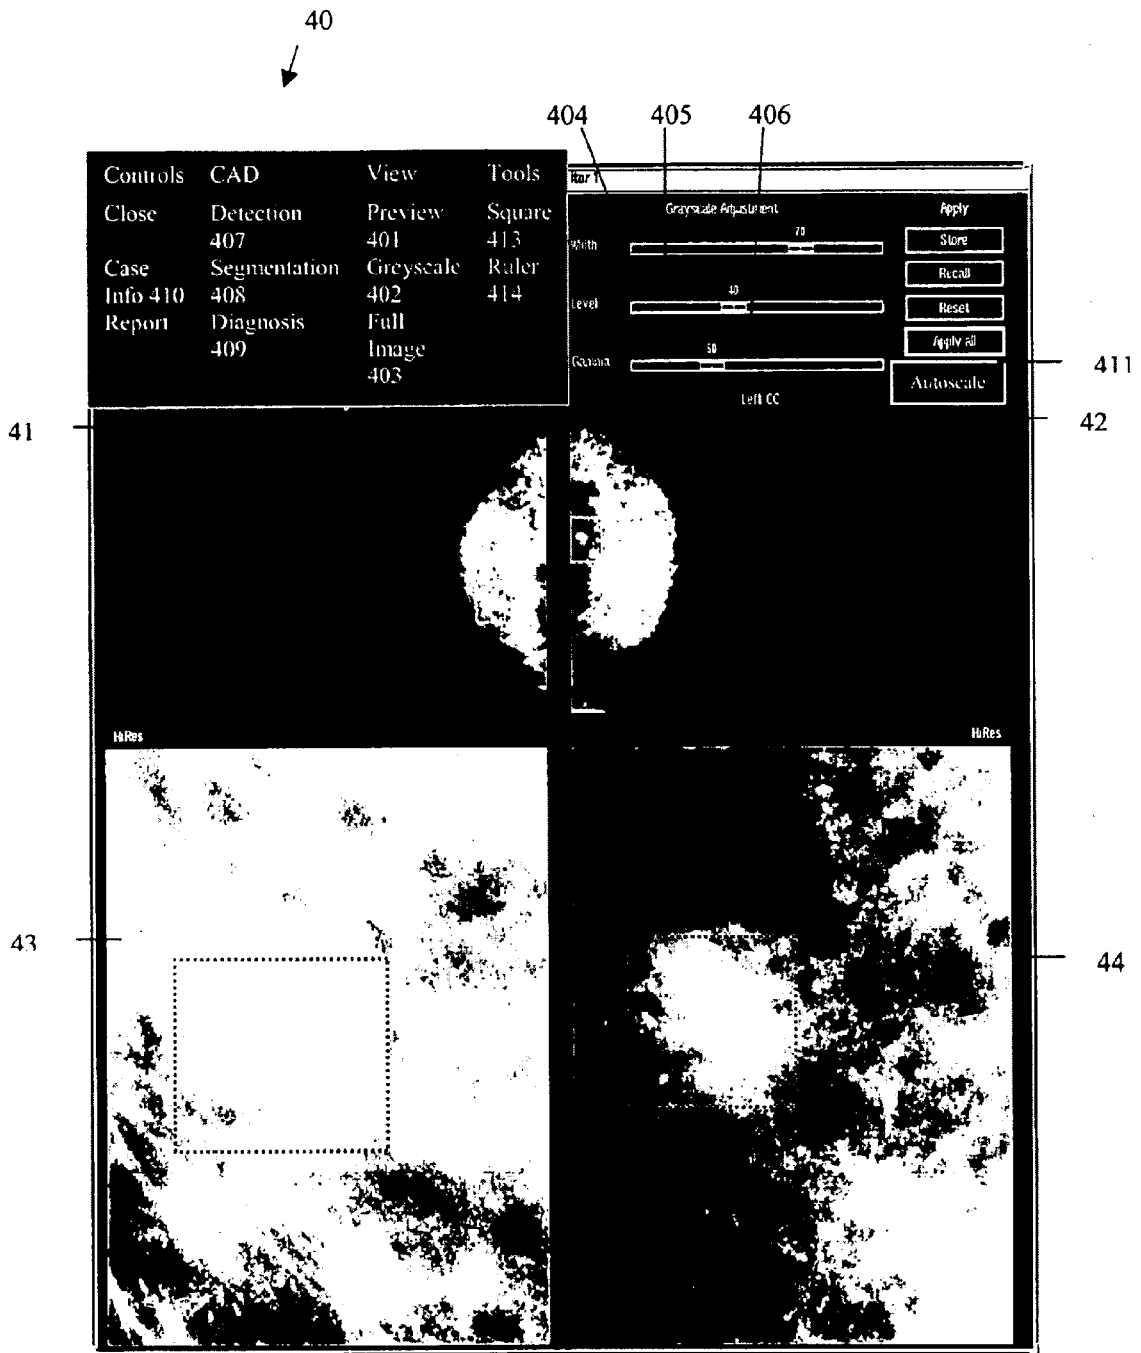 40
404 405 406
Controls CAD View Tools
Close Detection Preview Square
407 401 413
Case Segmentation Greyscale Ruler
Info 410 408 402 414
Report Diagnosis Full
409 Image
403
Grayscale Adjustment Apply
Width 70 Store
Recall
Level 40 Reset
Apply all
Gamma 50 411
Autoscale
Left CC
41 42
HiRes HiRes
43 44